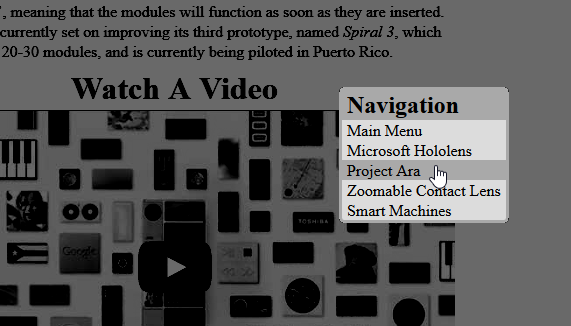 ', meaning that the modules will function as soon as they are inserted.
currently set on improving its third prototype, named Spiral 3, which
20-30 modules, and is currently being piloted in Puerto Rico.
Watch A Video
Navigation
Main Menu
Microsoft Hololens
Project Ara
Zoomable Contact Lens
Smart Machines
TOSHIBA
Google